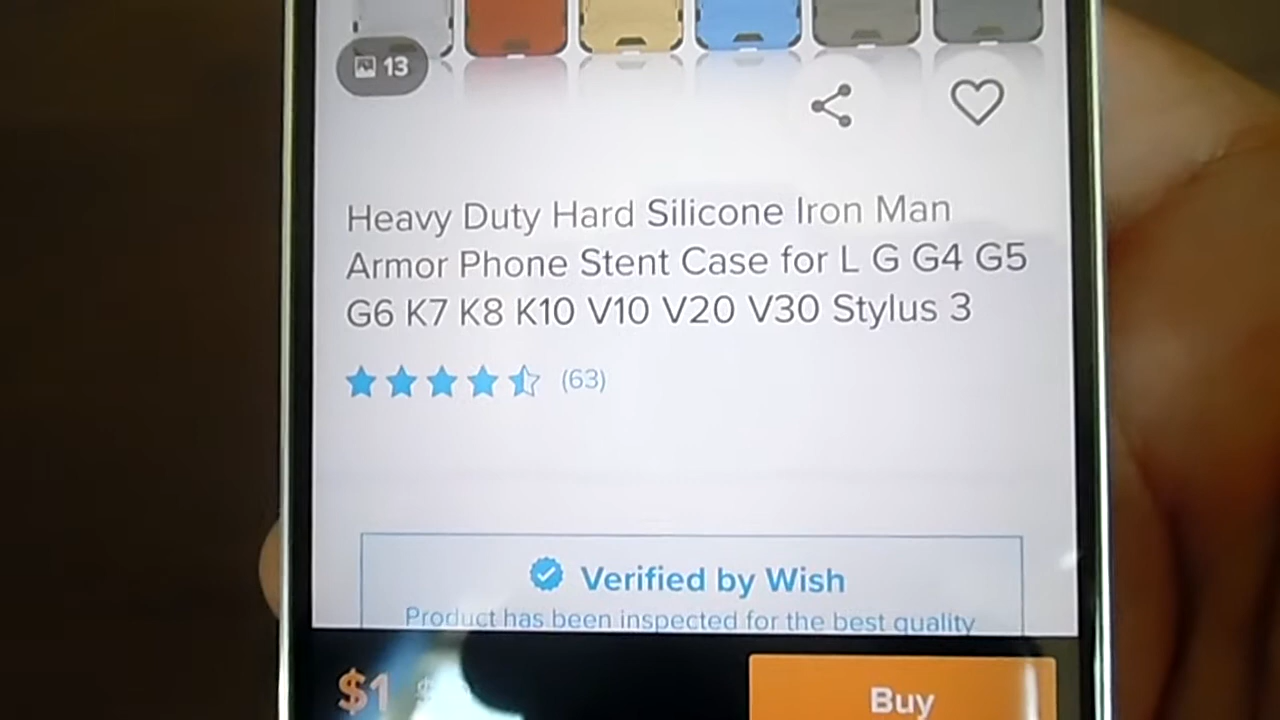 13
Heavy Duty Hard Silicone Iron Man
Armor Phone Stent Case for L G G4 G5
G6 K7 K8 K10 V10 V20 V30 Stylus 3
(63)
Verified by Wish
Product has been inspected for the best quality
$1
Buy